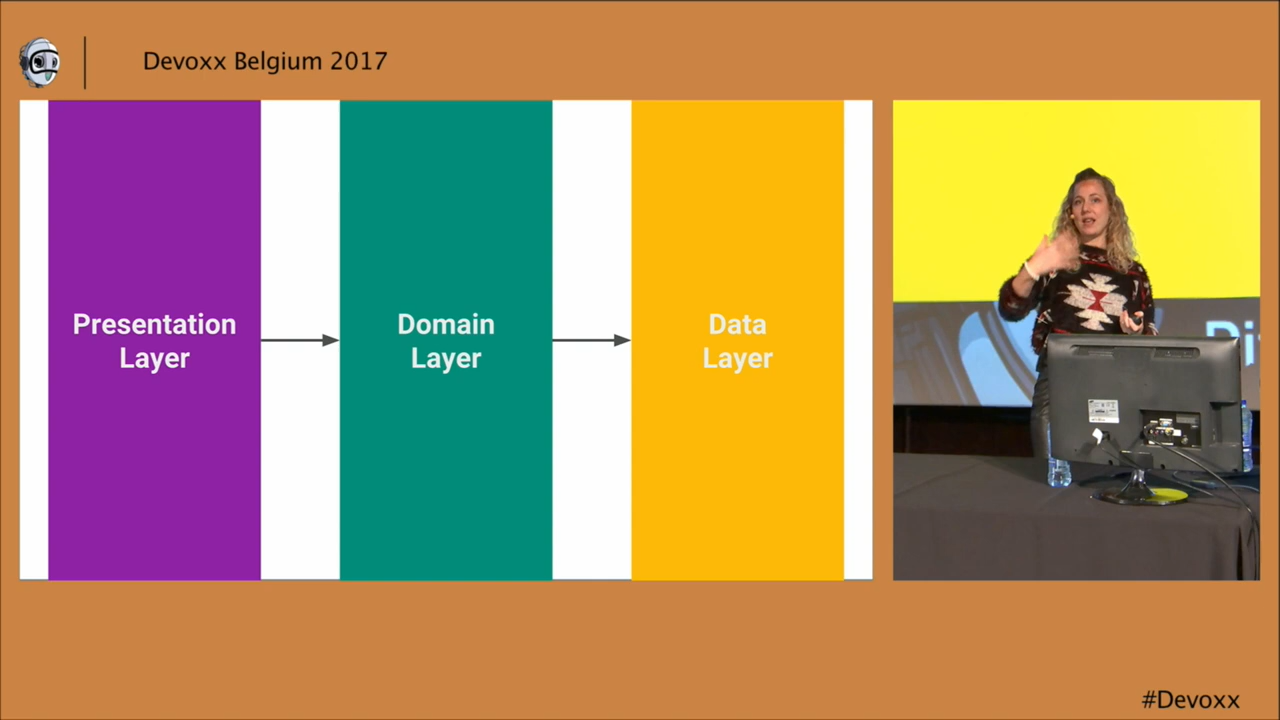 Devoxx Belgium 2017
Presentation
Layer
Domain
Layer
Data
Layer
#Devoxx